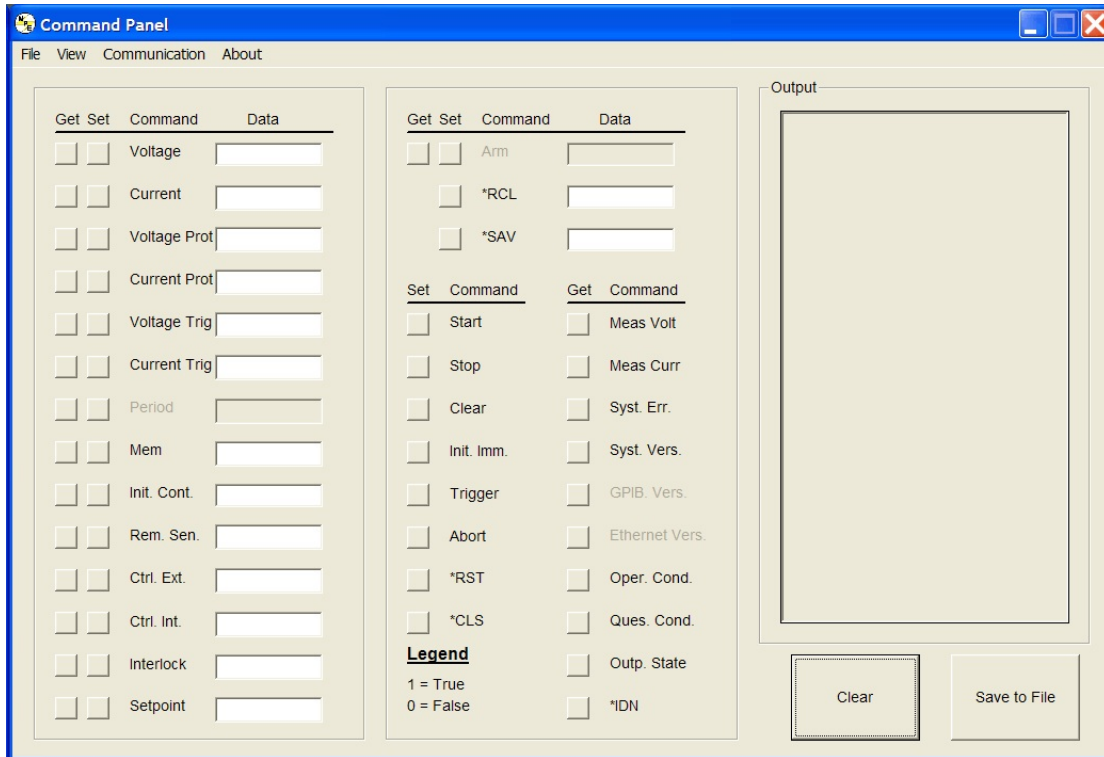 NPE
Command Panel
File View Communication About
Get Set Command Data
Voltage
Current
Voltage Prot
Current Prot
Voltage Trig
Current Trig
Period
Mem
Init. Cont.
Rem. Sen.
Ctrl. Ext.
Ctrl. Int.
Interlock
Setpoint
Get Set Command Data
Arm
*RCL
*SAV
Set Command
Start
Stop
Clear
Init. Imm.
Trigger
Abort
*RST
*CLS
Legend
1 = True
0 = False
Get Command
Meas Volt
Meas Curr
Syst. Err.
Syst. Vers.
GPIB. Vers.
Ethernet Vers.
Oper. Cond.
Ques. Cond.
Outp. State
*IDN
Output
Clear
Save to File